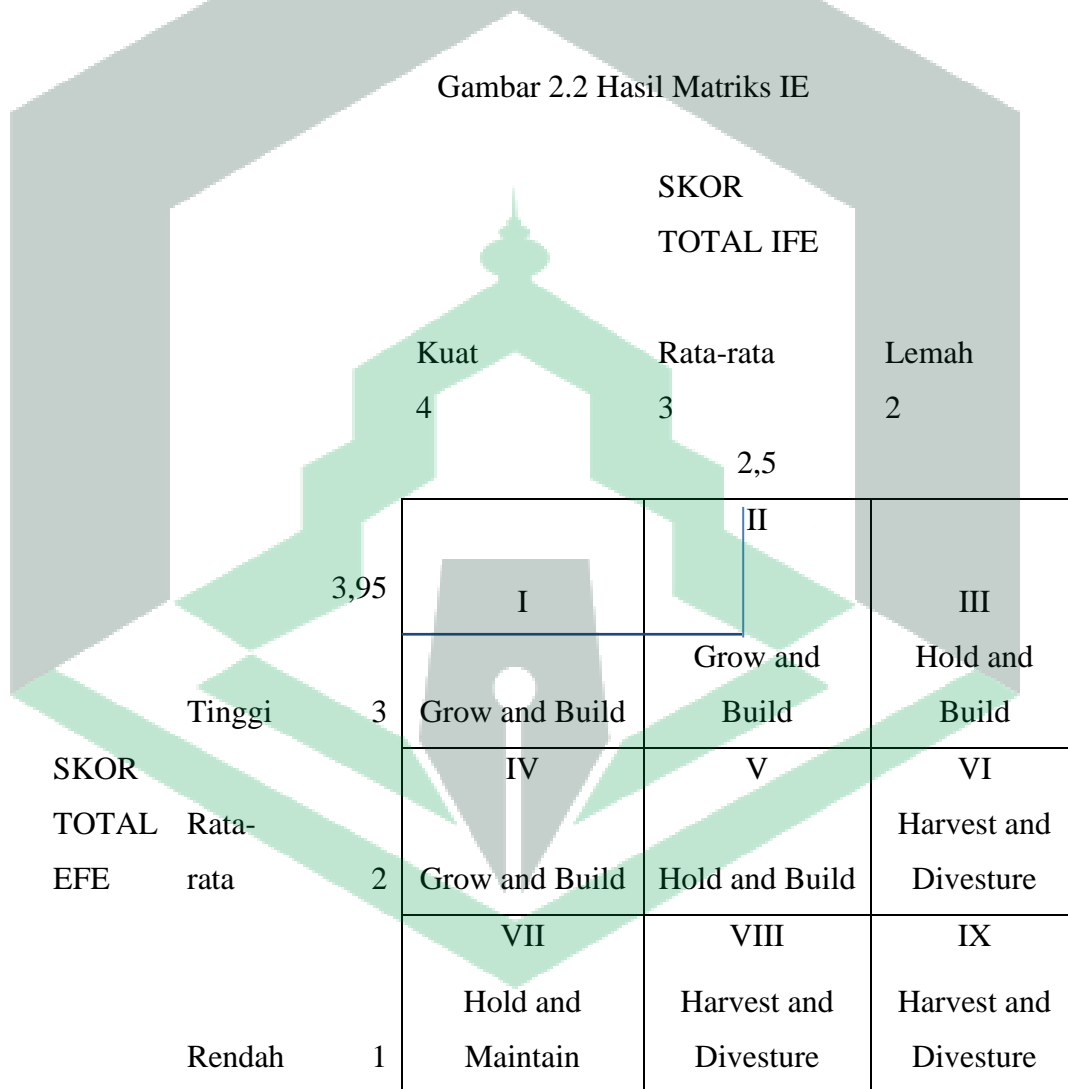 Gambar 2.2 Hasil Matriks IE
SKOR
TOTAL IFE
Kuat Rata-rata Lemah
4 3 2
2,5
II
3,95 I III
Grow and Hold and
Tinggi 3 Grow and Build Build Build
SKOR IV V VI
TOTAL Rata- Harvest and
EFE rata 2 Grow and Build Hold and Build Divesture
VII VIII IX
Hold and Harvest and Harvest and
Rendah 1 Maintain Divesture Divesture